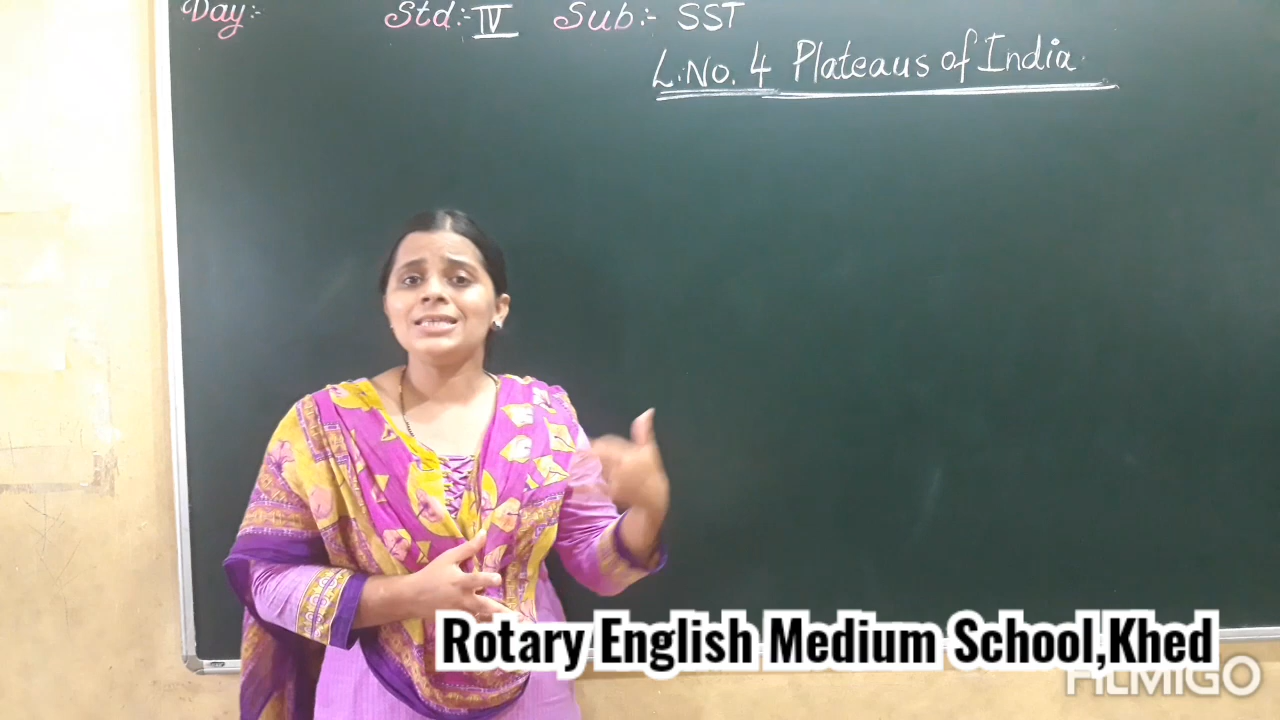 Day:- Std:- IV Sub:- SST
L.No. 4 Plateaus of India
Rotary English Medium School,Khed
FILMIGO